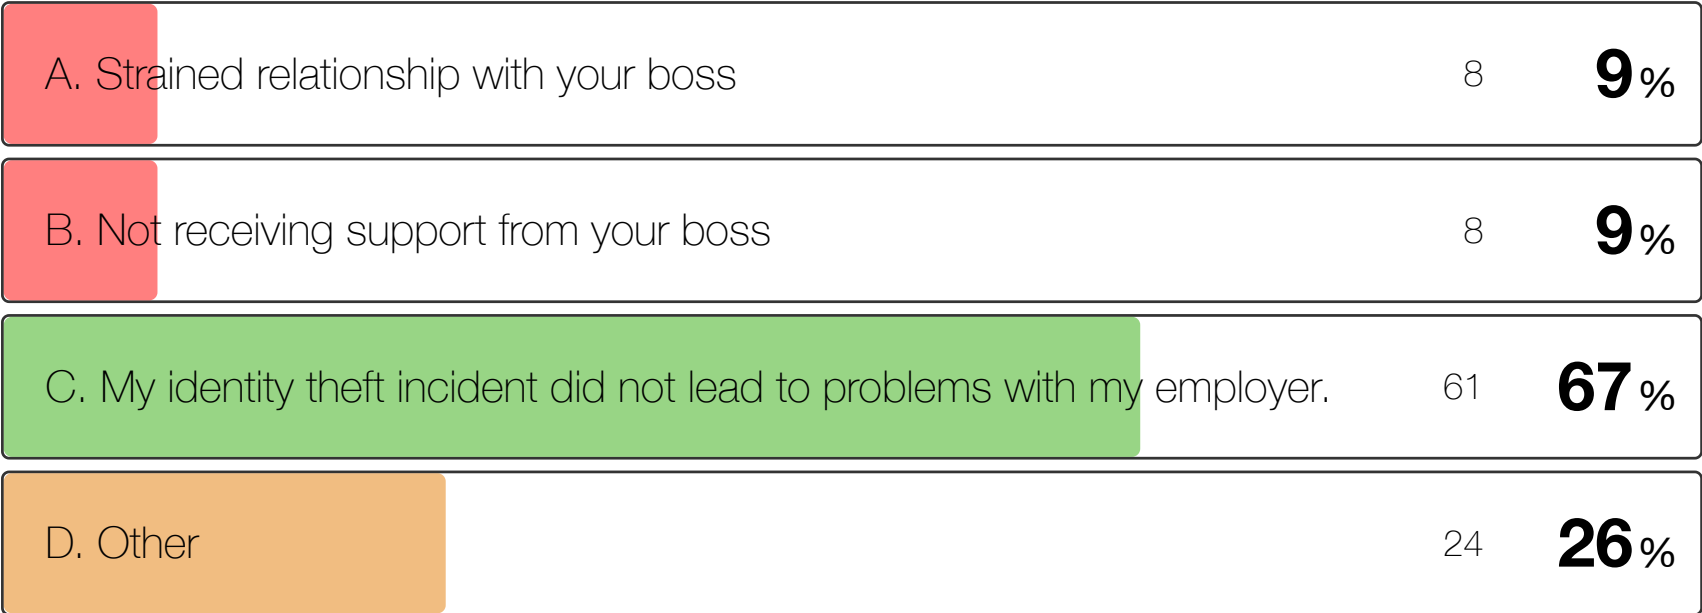 A. Strained relationship with your boss 8 9%
B. Not receiving support from your boss 8 9%
C. My identity theft incident did not lead to problems with my employer. 61 67%
D. Other 24 26%